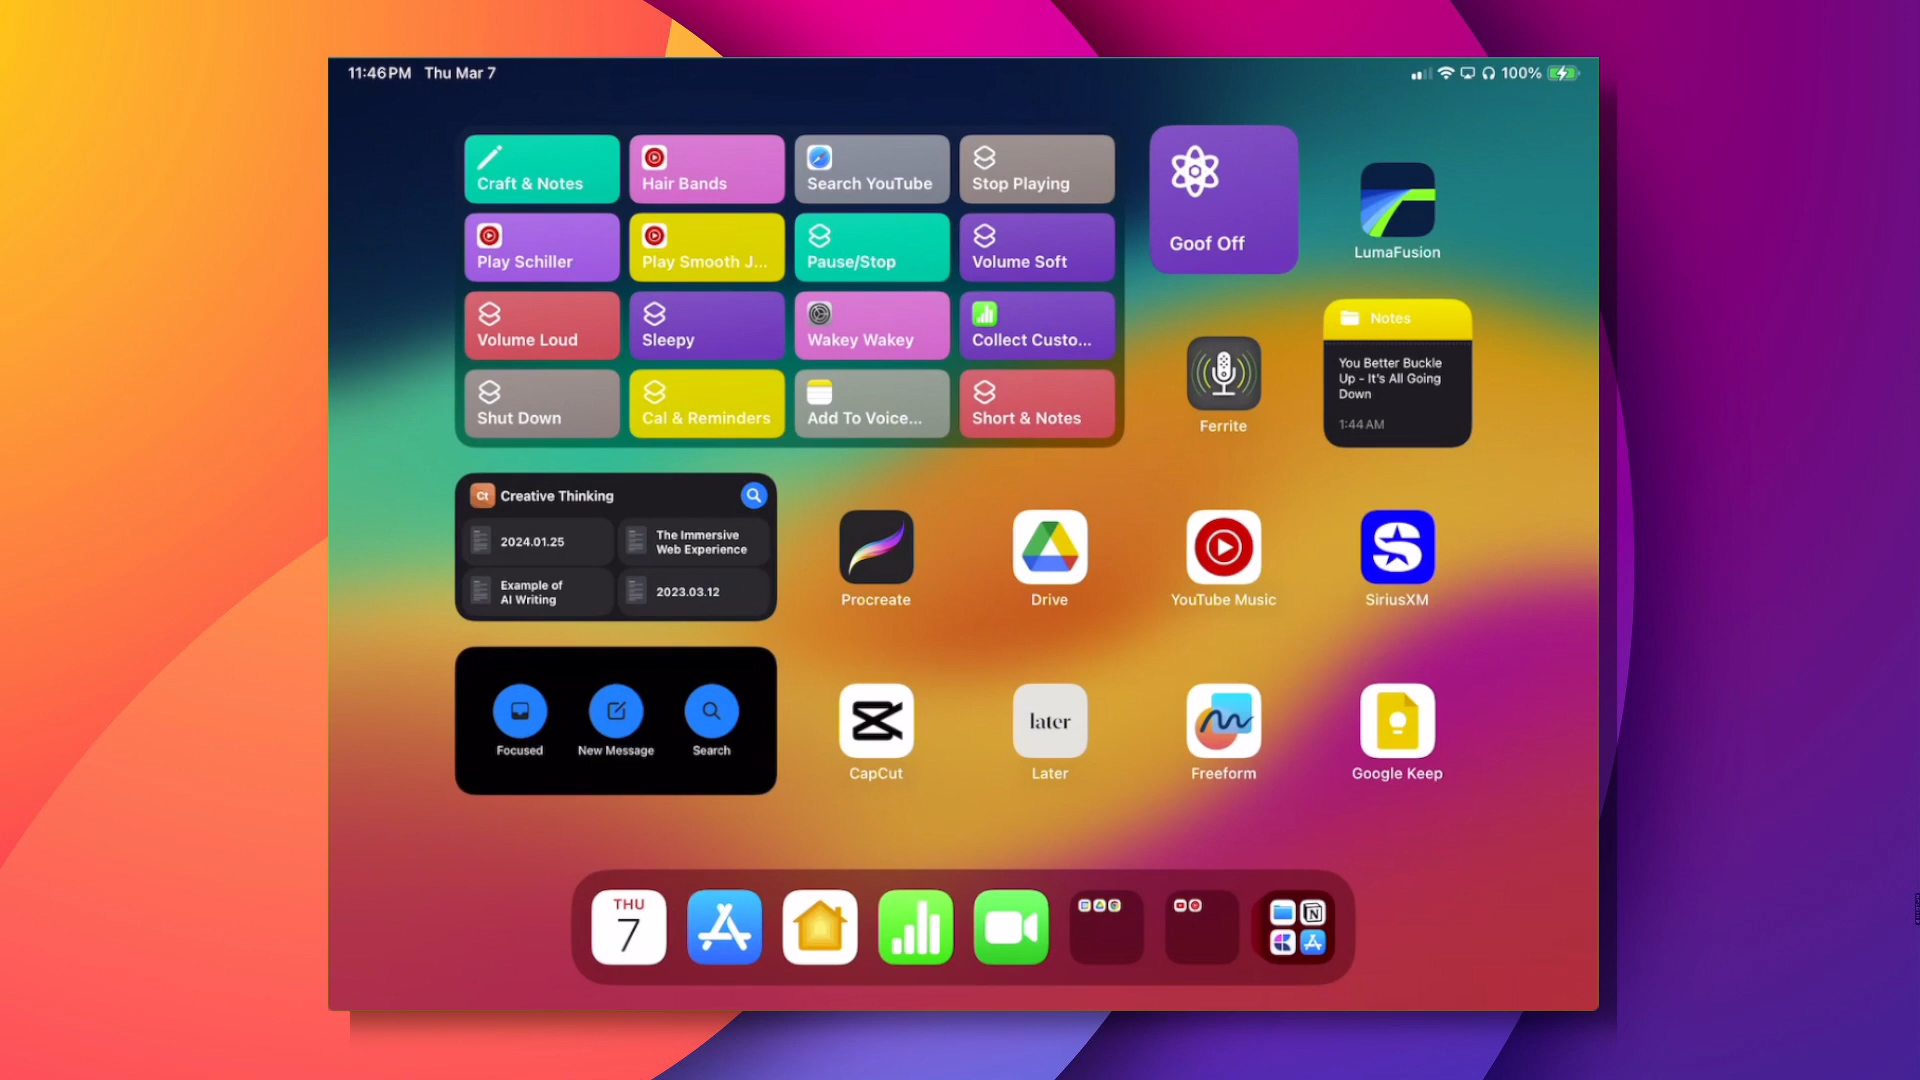 11:46 PM Thu Mar 7
100%
Craft & Notes
Hair Bands
Search YouTube
Stop Playing
Play Schiller
Play Smooth J...
Pause/Stop
Volume Soft
Volume Loud
Sleepy
Wakey Wakey
Collect Custo...
Shut Down
Cal & Reminders
Add To Voice...
Short & Notes
Goof Off
LumaFusion
Ferrite
Notes
You Better Buckle
Up - It's All Going
Down
1:44 AM
Ct Creative Thinking
2024.01.25
The Immersive
Web Experience
Example of
AI Writing
2023.03.12
Procreate
Drive
YouTube Music
SiriusXM
Focused
New Message
Search
CapCut
later
Later
Freeform
Google Keep
THU
7
N